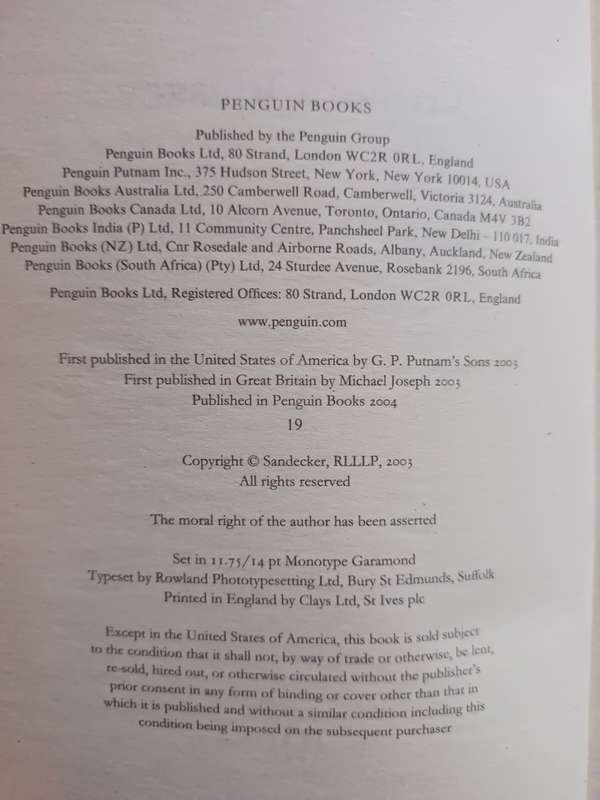 PENGUIN BOOKS
Published by the Penguin Group
Penguin Books Ltd, 80 Strand, London WC2R 0RL, England
Penguin Putnam Inc., 375 Hudson Street, New York, New York 10014, USA
Penguin Books Australia Ltd, 250 Camberwell Road, Camberwell, Victoria 3124, Australia
Penguin Books Canada Ltd, 10 Alcorn Avenue, Toronto, Ontario, Canada M4V 3B2
Penguin Books India (P) Ltd, 11 Community Centre, Panchsheel Park, New Delhi – 110 017, India
Penguin Books (NZ) Ltd, Cnr Rosedale and Airborne Roads, Albany, Auckland, New Zealand
Penguin Books (South Africa) (Pty) Ltd, 24 Sturdee Avenue, Rosebank 2196, South Africa
Penguin Books Ltd, Registered Offices: 80 Strand, London WC2R 0RL, England
www.penguin.com
First published in the United States of America by G. P. Putnam's Sons 2003
First published in Great Britain by Michael Joseph 2003
Published in Penguin Books 2004
19
Copyright © Sandecker, RLLLP, 2003
All rights reserved
The moral right of the author has been asserted
Set in 11.75/14 pt Monotype Garamond
Typeset by Rowland Phototypesetting Ltd, Bury St Edmunds, Suffolk
Printed in England by Clays Ltd, St Ives plc
Except in the United States of America, this book is sold subject
to the condition that it shall not, by way of trade or otherwise, be lent,
re-sold, hired out, or otherwise circulated without the publisher's
prior consent in any form of binding or cover other than that in
which it is published and without a similar condition including this
condition being imposed on the subsequent purchaser